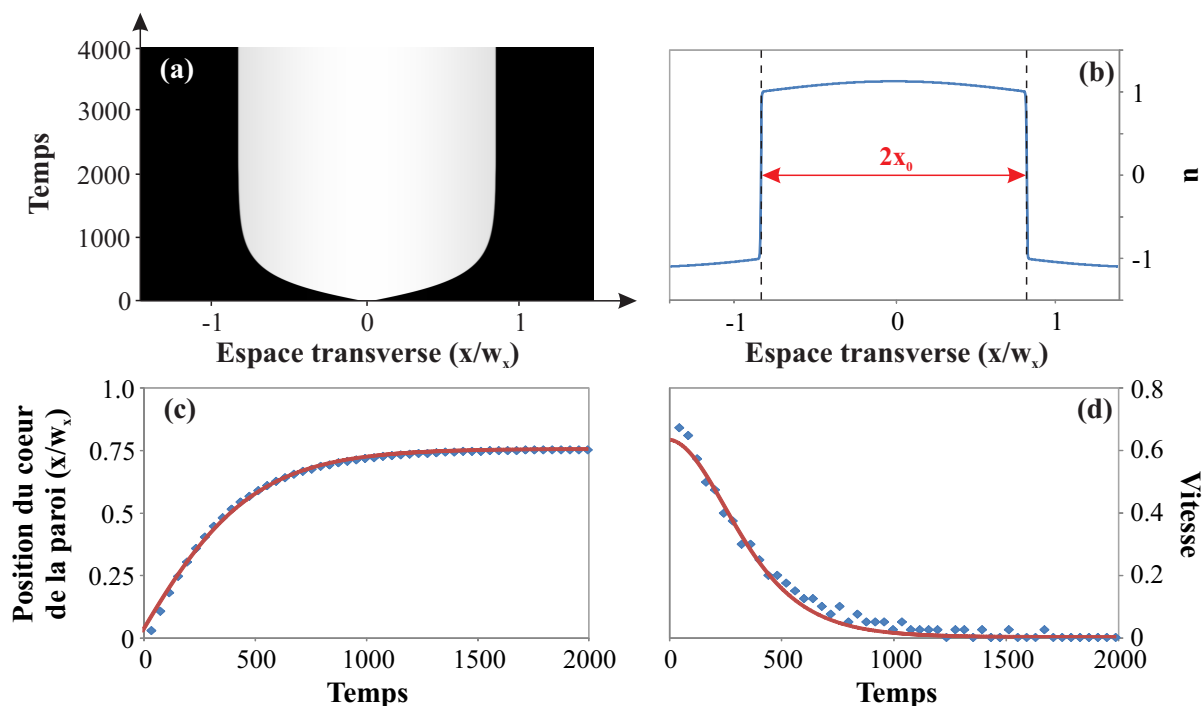 (a)
Temps
4000
3000
2000
1000
0
-1
0
1
Espace transverse (x/wx)
(b)
2x0
u
1
0
-1
-1
0
1
Espace transverse (x/wx)
(c)
Position du coeur
de la paroi (x/wx)
1.0
0.75
0.5
0.25
0
0
500
1000
1500
2000
Temps
(d)
Vitesse
0.8
0.6
0.4
0.2
0
0
500
1000
1500
2000
Temps